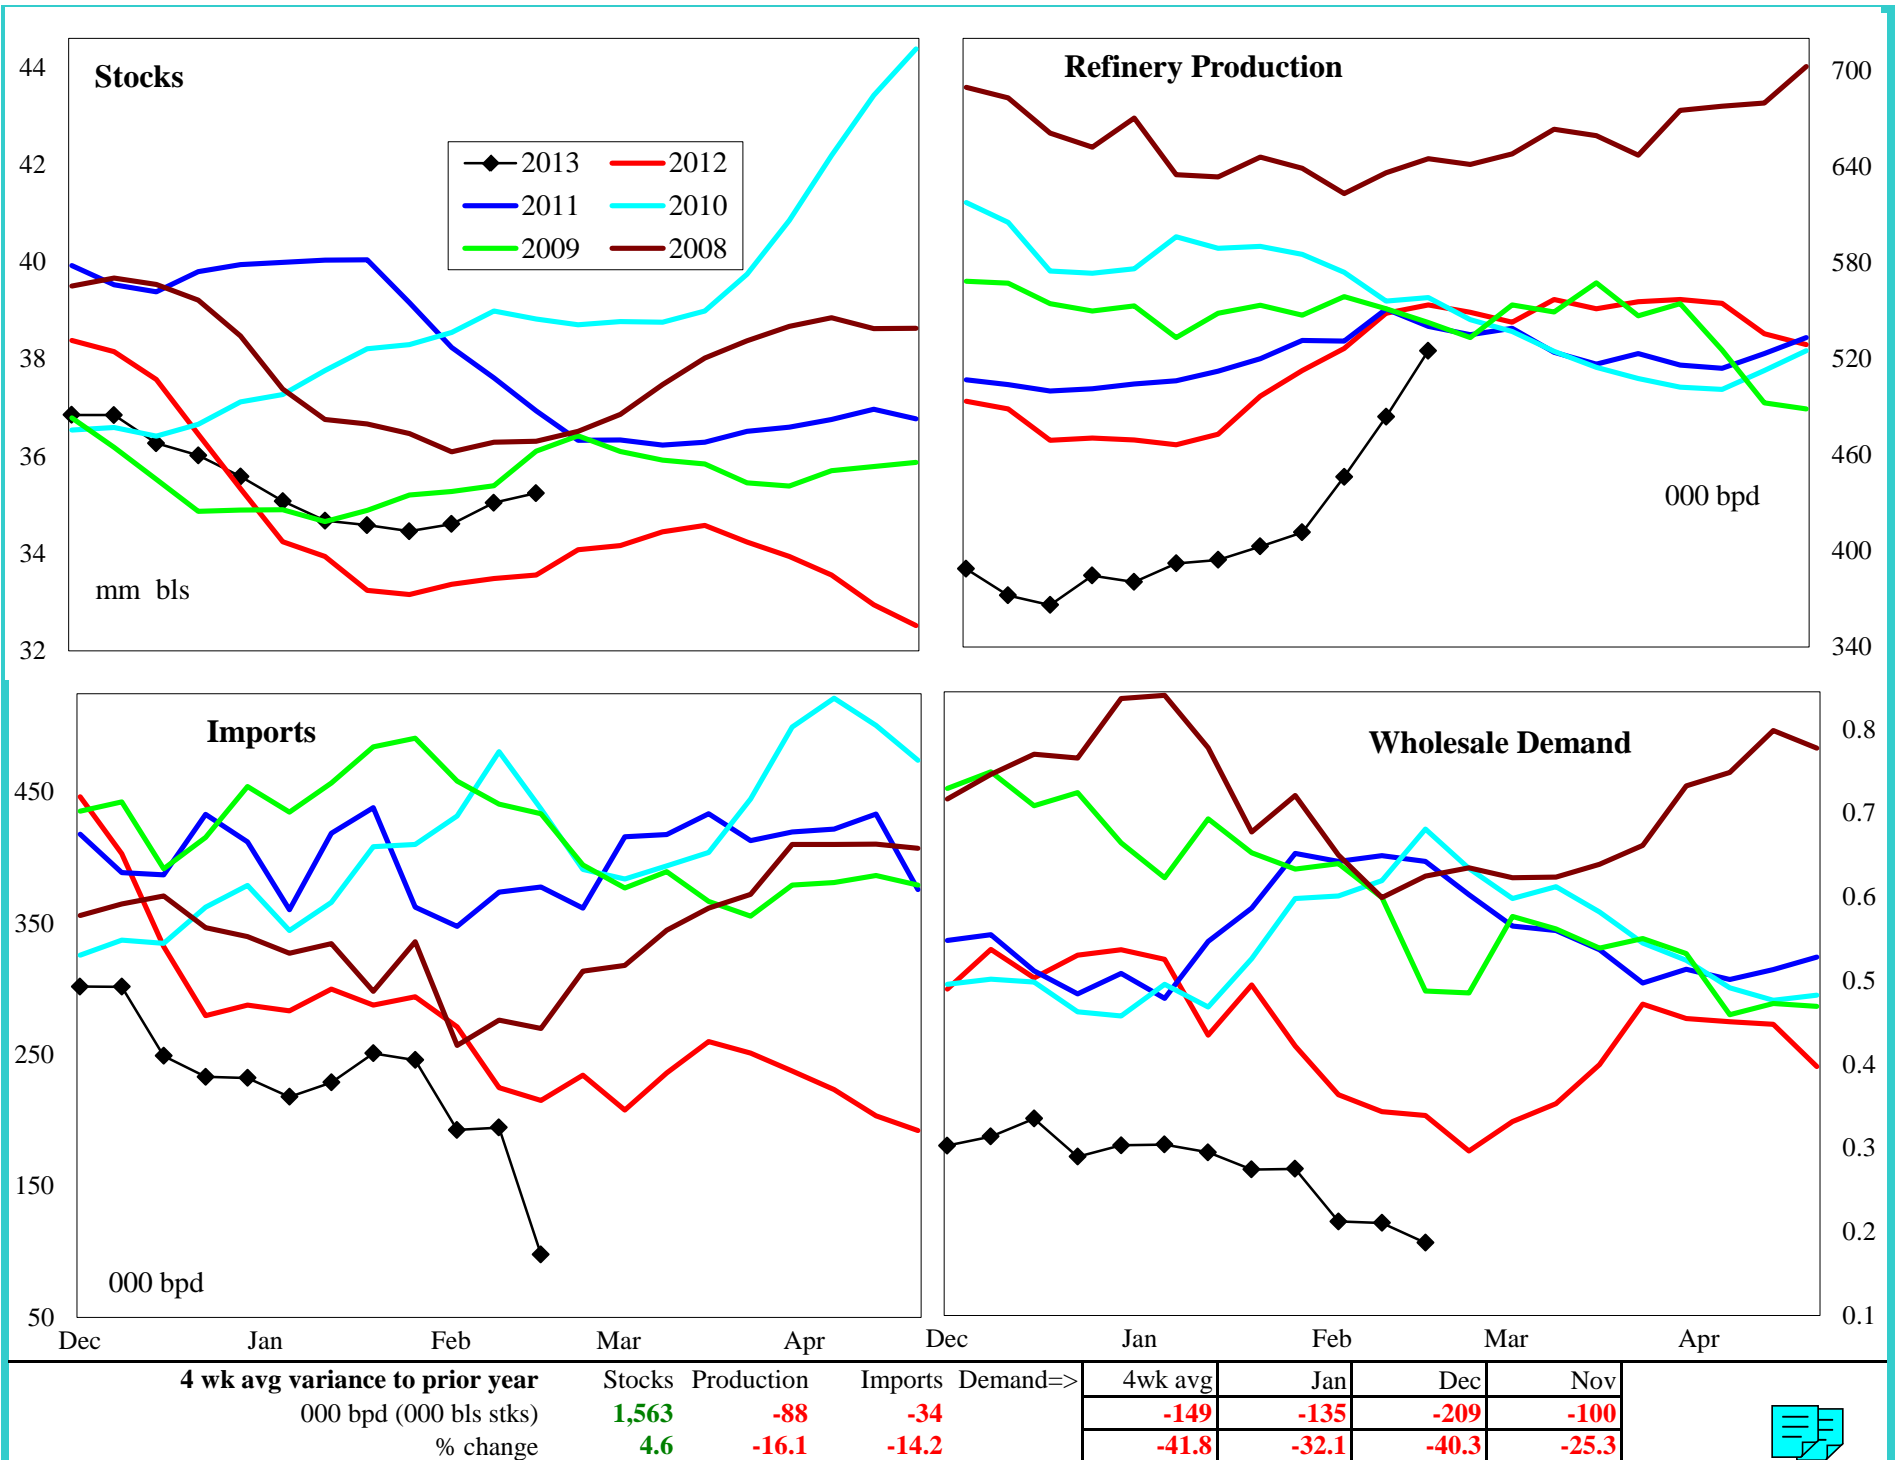 Stocks
44
42
40
38
36
34
32
2013 2012
2011 2010
2009 2008
mm bls
Refinery Production
700
640
580
520
460
400
340
000 bpd
Imports
450
350
250
150
50
000 bpd
Dec Jan Feb Mar Apr
Wholesale Demand
0.8
0.7
0.6
0.5
0.4
0.3
0.2
0.1
Dec Jan Feb Mar Apr
4 wk avg variance to prior year Stocks Production Imports Demand=> 4wk avg Jan Dec Nov
000 bpd (000 bls stks) 1,563 -88 -34 -149 -135 -209 -100
% change 4.6 -16.1 -14.2 -41.8 -32.1 -40.3 -25.3